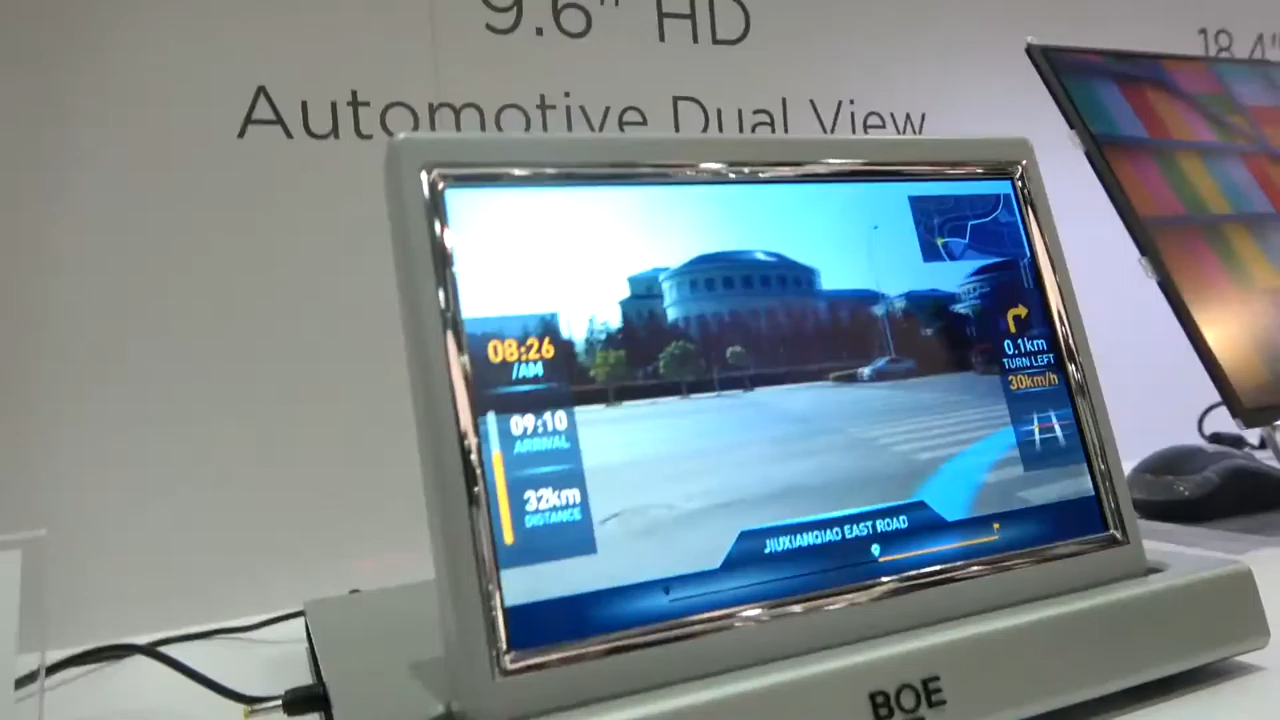 9.6" HD
Automotive Dual View
18.4"
08:26
/AM
09:10
ARRIVAL
32km
DISTANCE
0.1km
TURN LEFT
30km/h
JIUXIANQIAO EAST ROAD
BOE